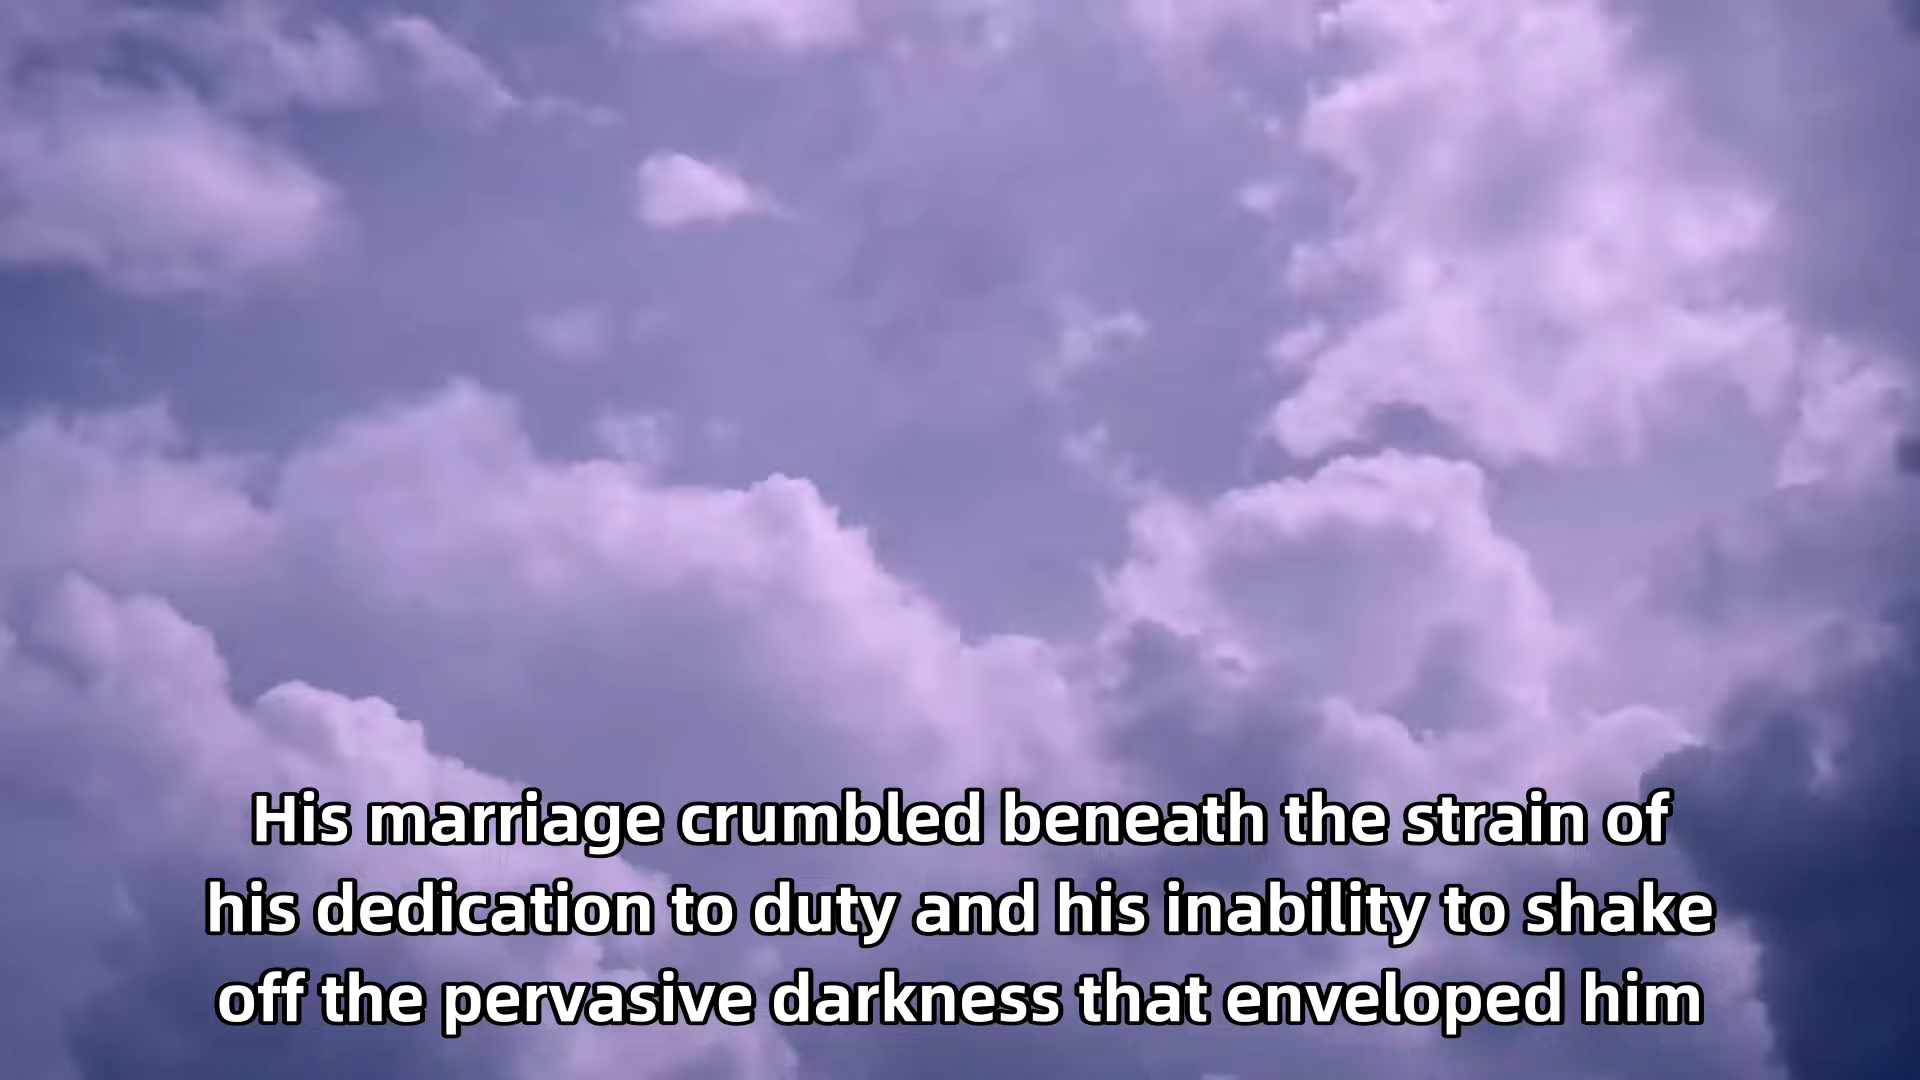 His marriage crumbled beneath the strain of
his dedication to duty and his inability to shake
off the pervasive darkness that enveloped him